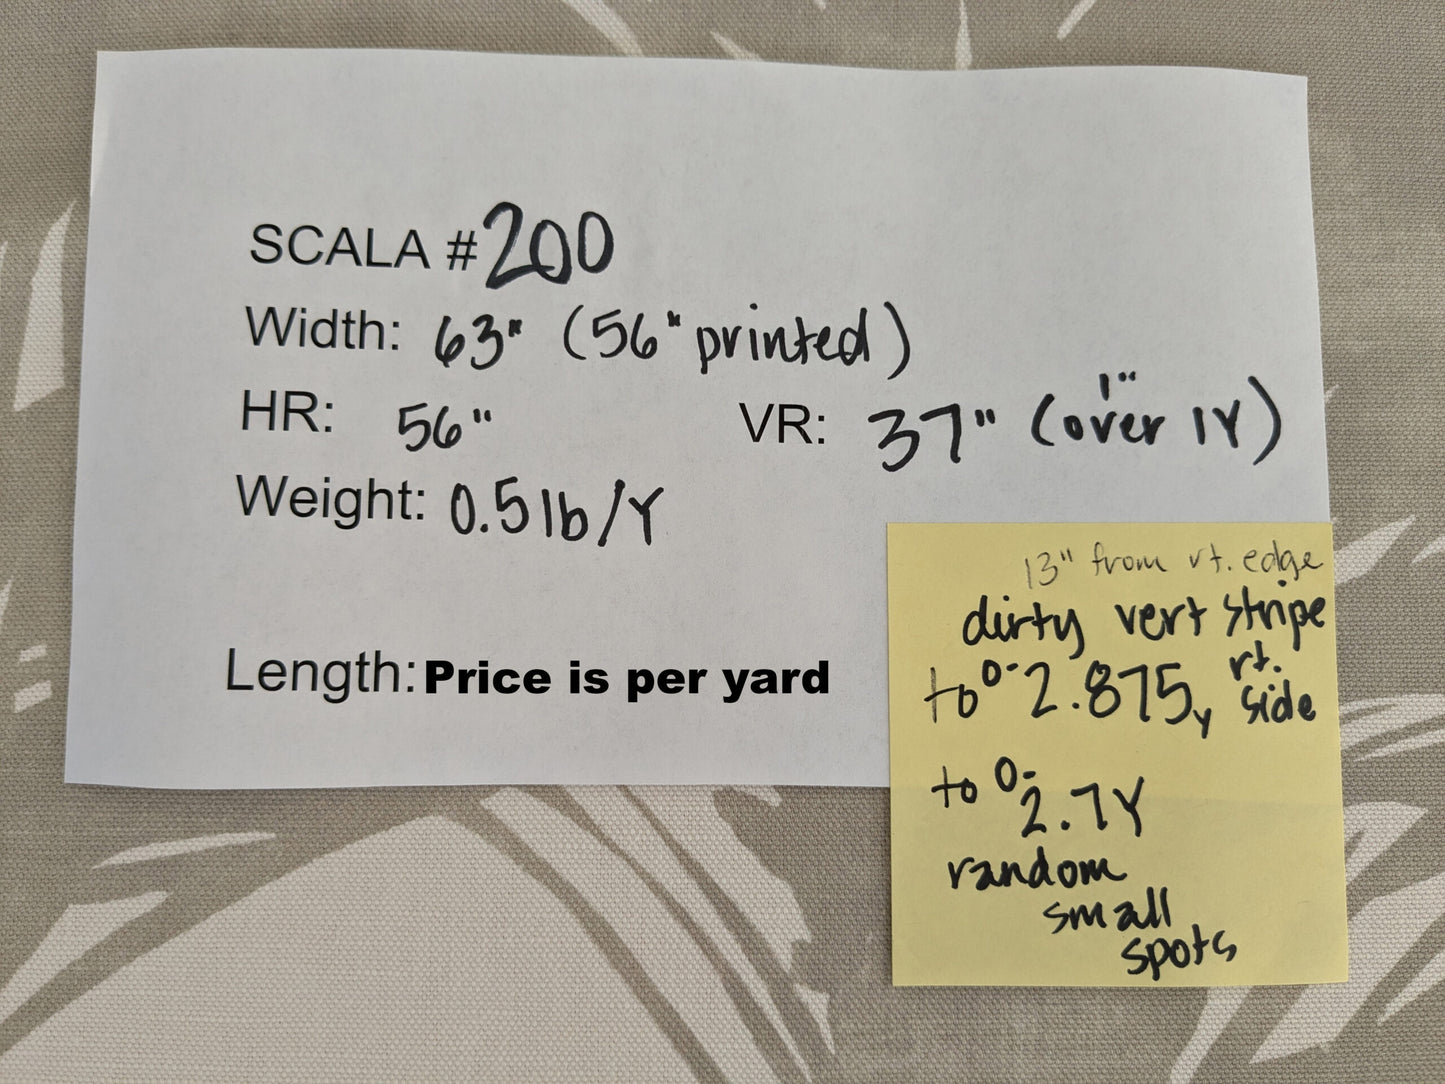 SCALA #200
Width: 63" (56" printed)
HR: 56" VR: 37" (1" over 1Y)
Weight: 0.5 lb/Y
Length: Price is per yard
13" from rt. edge
dirty vert stripe
to 0-2.875y rt. side
to 0-2.7Y
random
small
spots